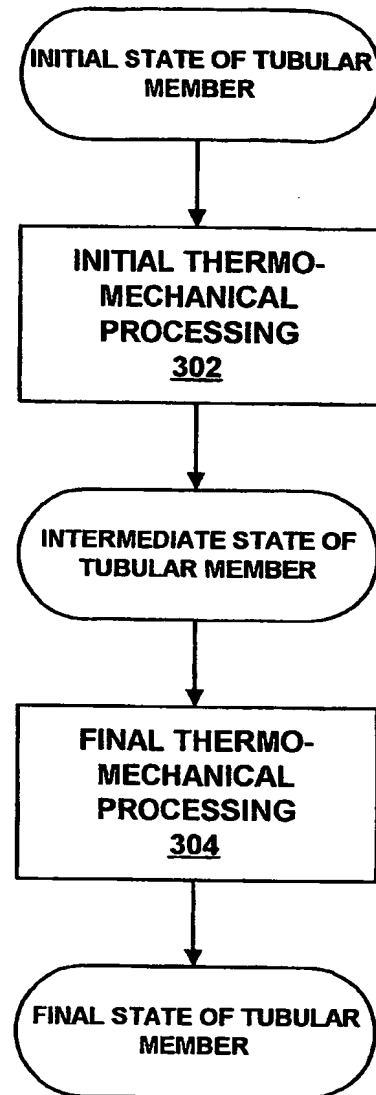 INITIAL STATE OF TUBULAR
MEMBER
INITIAL THERMO-
MECHANICAL
PROCESSING
302
INTERMEDIATE STATE OF
TUBULAR MEMBER
FINAL THERMO-
MECHANICAL
PROCESSING
304
FINAL STATE OF TUBULAR
MEMBER